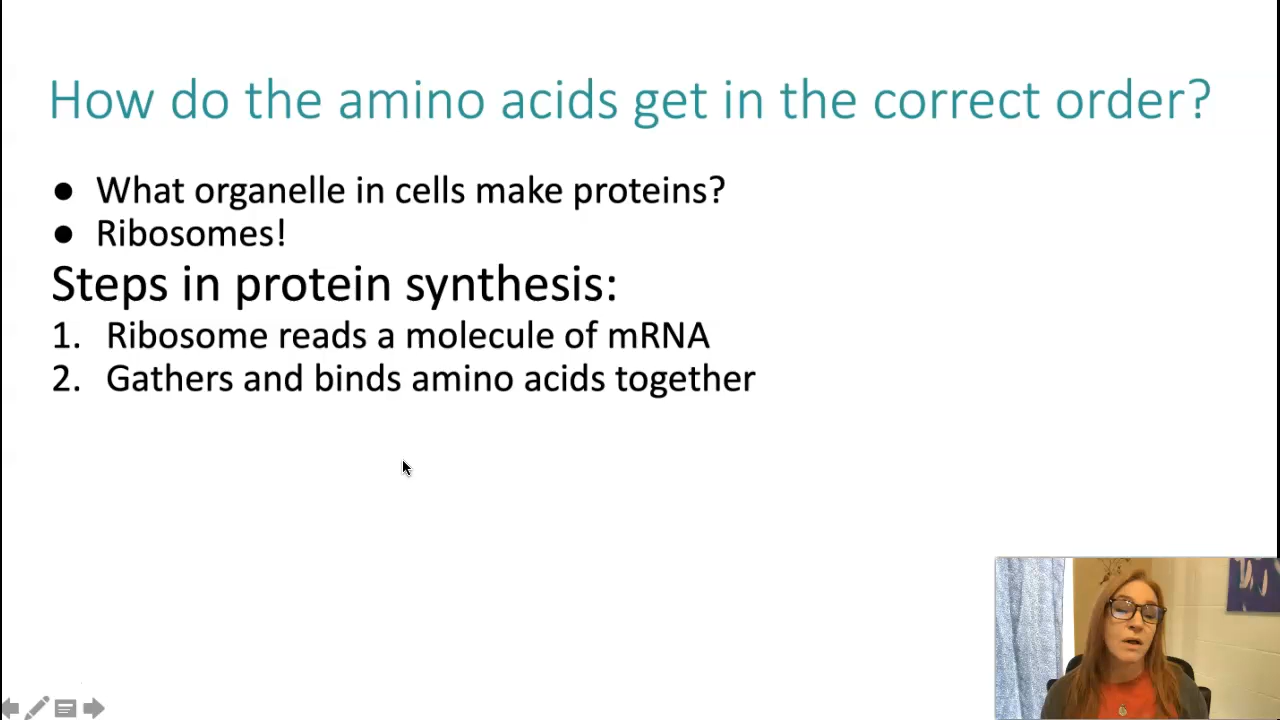 How do the amino acids get in the correct order?
● What organelle in cells make proteins?
● Ribosomes!
Steps in protein synthesis:
1. Ribosome reads a molecule of mRNA
2. Gathers and binds amino acids together